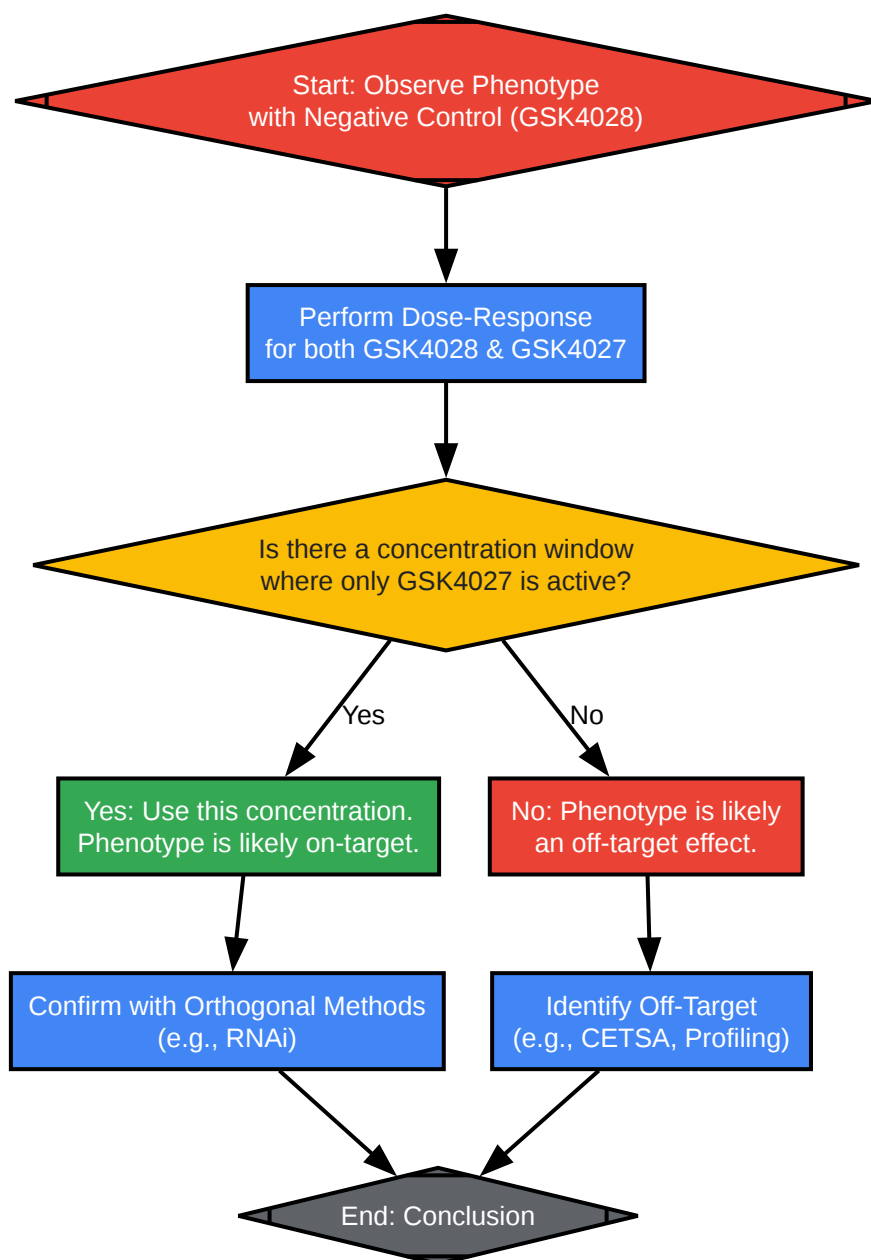 Start: Observe Phenotype
with Negative Control (GSK4028)
Perform Dose-Response
for both GSK4028 & GSK4027
Is there a concentration window
where only GSK4027 is active?
Yes
No
Yes: Use this concentration.
Phenotype is likely on-target.
No: Phenotype is likely
an off-target effect.
Confirm with Orthogonal Methods
(e.g., RNAi)
Identify Off-Target
(e.g., CETSA, Profiling)
End: Conclusion